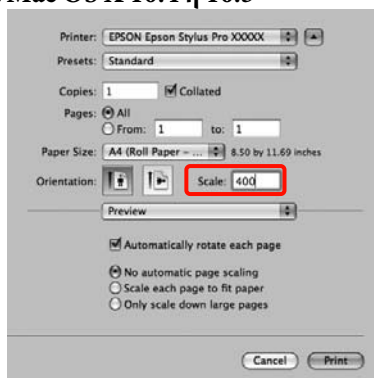 Mac OS X 10.4 ή 10.5
Printer: EPSON Epson Stylus Pro XXXXX
Presets: Standard
Copies: 1 Collated
Pages: All
From: 1 to: 1
Paper Size: A4 (Roll Paper - ... 8.50 by 11.69 inches
Orientation: Scale: 400
Preview
Automatically rotate each page
No automatic page scaling
Scale each page to fit paper
Only scale down large pages
Cancel Print